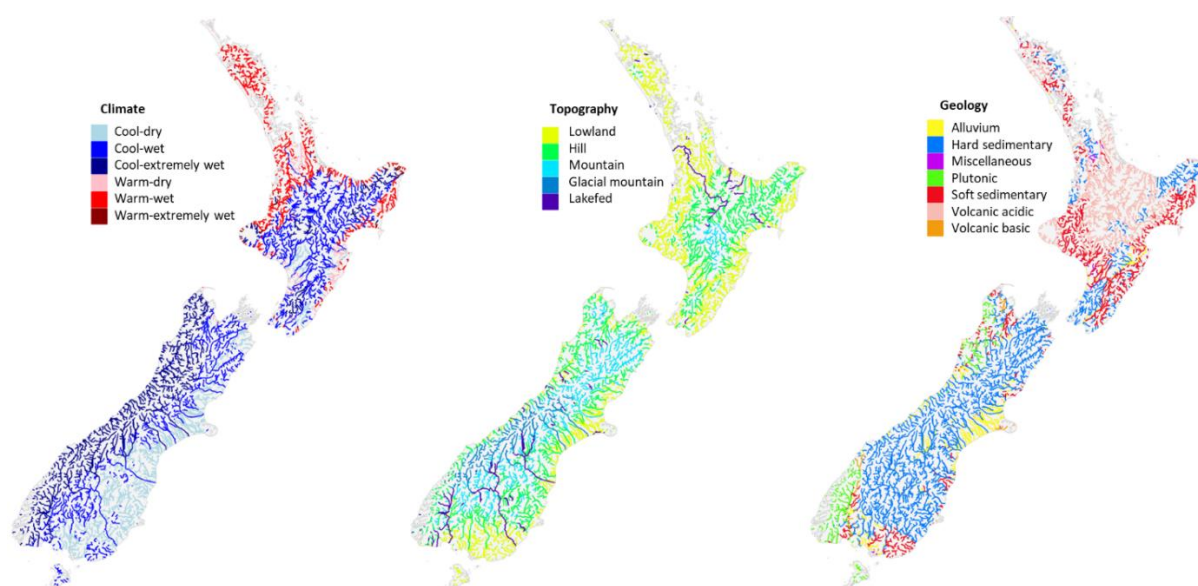 Climate
Cool-dry
Cool-wet
Cool-extremely wet
Warm-dry
Warm-wet
Warm-extremely wet
Topography
Lowland
Hill
Mountain
Glacial mountain
Lakefed
Geology
Alluvium
Hard sedimentary
Miscellaneous
Plutonic
Soft sedimentary
Volcanic acidic
Volcanic basic